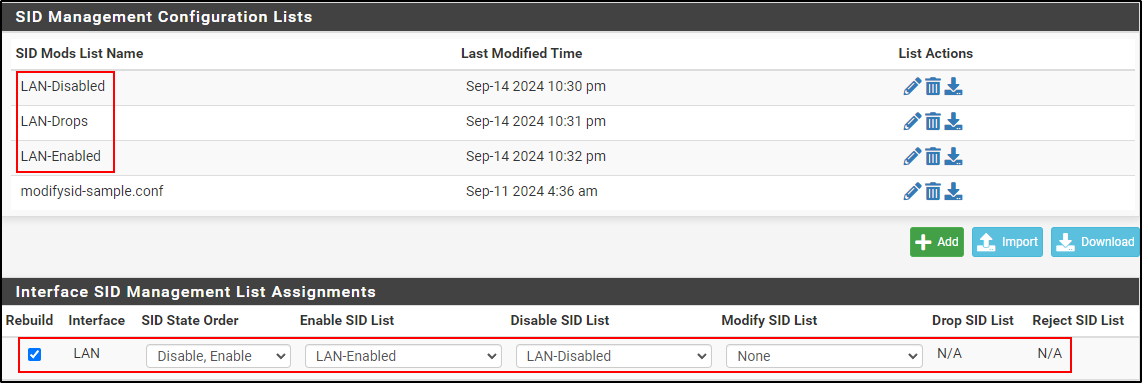 SID Management Configuration Lists
SID Mods List Name Last Modified Time List Actions
LAN-Disabled Sep-14 2024 10:30 pm
LAN-Drops Sep-14 2024 10:31 pm
LAN-Enabled Sep-14 2024 10:32 pm
modifysid-sample.conf Sep-11 2024 4:36 am
Add Import Download
Interface SID Management List Assignments
Rebuild Interface SID State Order Enable SID List Disable SID List Modify SID List Drop SID List Reject SID List
LAN Disable, Enable LAN-Enabled LAN-Disabled None N/A N/A